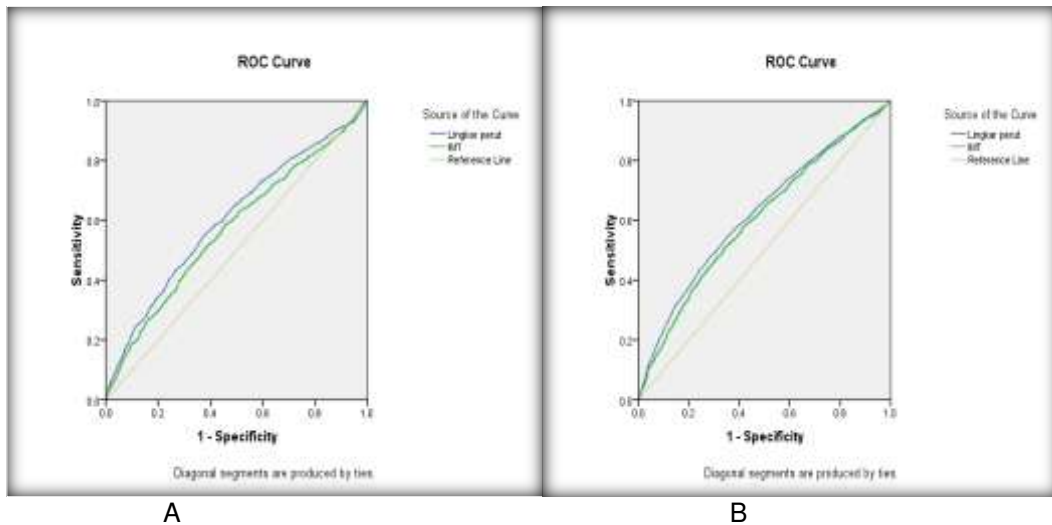 ROC Curve
Source of the Curve
Lingkar perut
IMT
Reference Line
Sensitivity
1.0
0.8
0.6
0.4
0.2
0.0
0.0 0.2 0.4 0.6 0.8 1.0
1 - Specificity
Diagonal segments are produced by ties.
A
ROC Curve
Source of the Curve
Lingkar perut
IMT
Reference Line
Sensitivity
1.0
0.8
0.6
0.4
0.2
0.0
0.0 0.2 0.4 0.6 0.8 1.0
1 - Specificity
Diagonal segments are produced by ties.
B